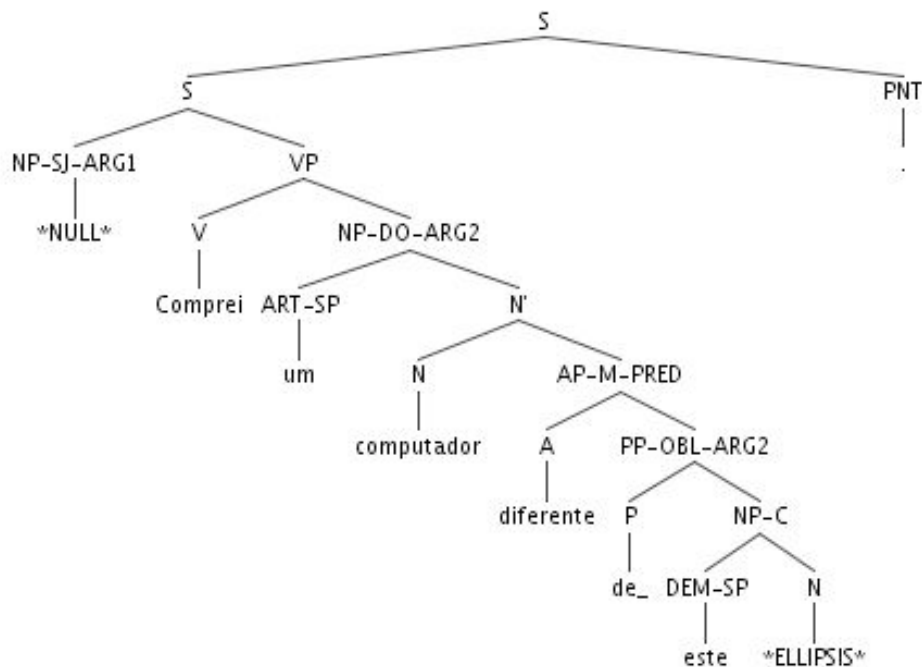 S
S PNT
NP-SJ-ARG1 VP .
*NULL* V NP-DO-ARG2
Comprei ART-SP N'
um N AP-M-PRED
computador A PP-OBL-ARG2
diferente P NP-C
de_ DEM-SP N
este *ELLIPSIS*